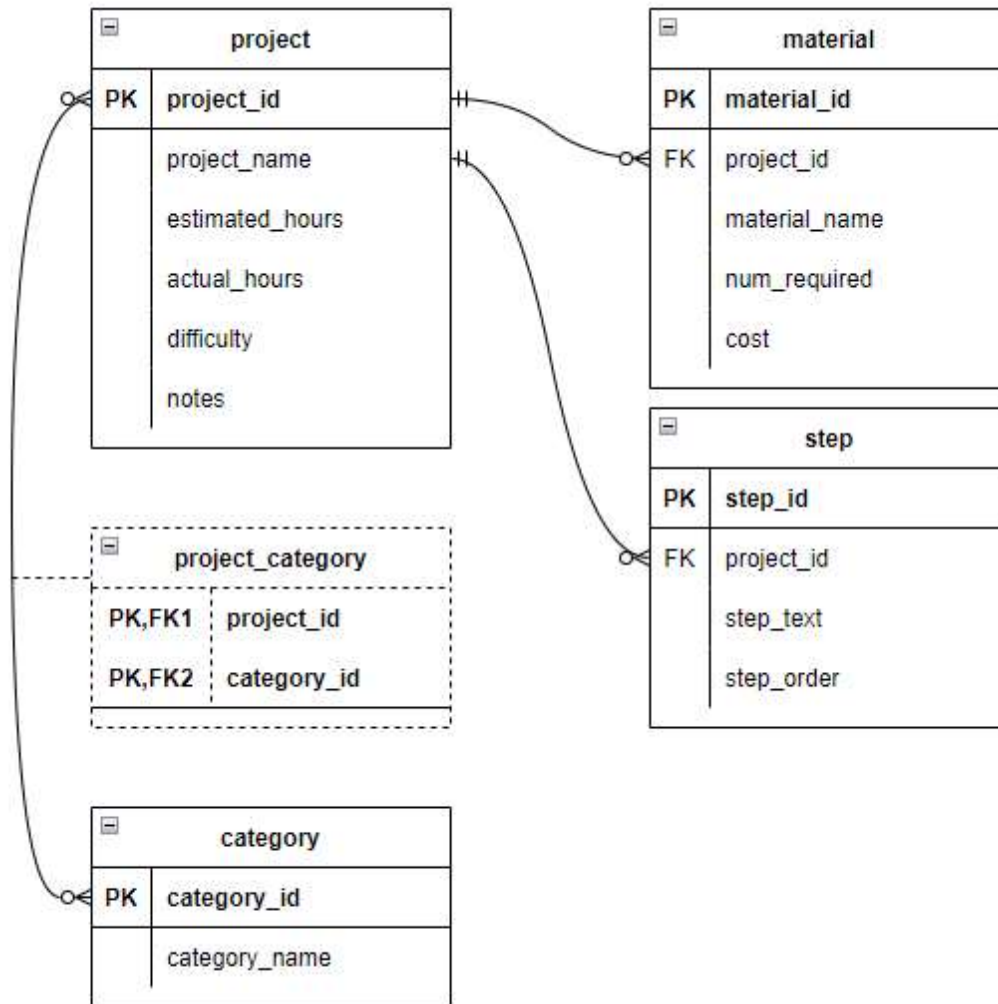 project
PK project_id
project_name
estimated_hours
actual_hours
difficulty
notes
material
PK material_id
FK project_id
material_name
num_required
cost
step
PK step_id
FK project_id
step_text
step_order
project_category
PK,FK1 project_id
PK,FK2 category_id
category
PK category_id
category_name